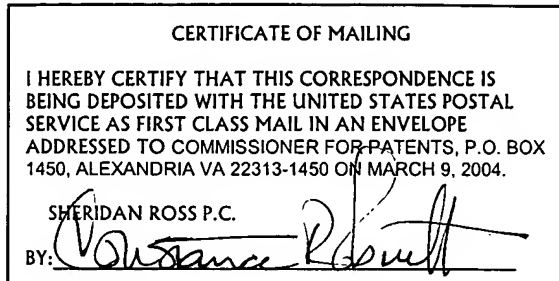 CERTIFICATE OF MAILING
I HEREBY CERTIFY THAT THIS CORRESPONDENCE IS
BEING DEPOSITED WITH THE UNITED STATES POSTAL
SERVICE AS FIRST CLASS MAIL IN AN ENVELOPE
ADDRESSED TO COMMISSIONER FOR PATENTS, P.O. BOX
1450, ALEXANDRIA VA 22313-1450 ON MARCH 9, 2004.
SHERIDAN ROSS P.C.
BY: Constance